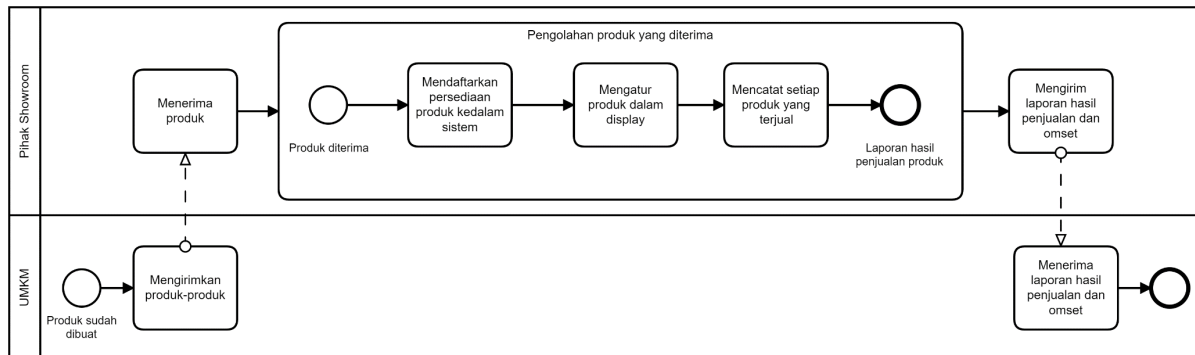 Pihak Showroom
Pengolahan produk yang diterima
Menerima
produk
Produk diterima
Mendaftarkan
persediaan
produk kedalam
sistem
Mengatur
produk dalam
display
Mencatat setiap
produk yang
terjual
Laporan hasil
penjualan produk
Mengirim
laporan hasil
penjualan dan
omset
UMKM
Produk sudah
dibuat
Mengirimkan
produk-produk
Menerima
laporan hasil
penjualan dan
omset